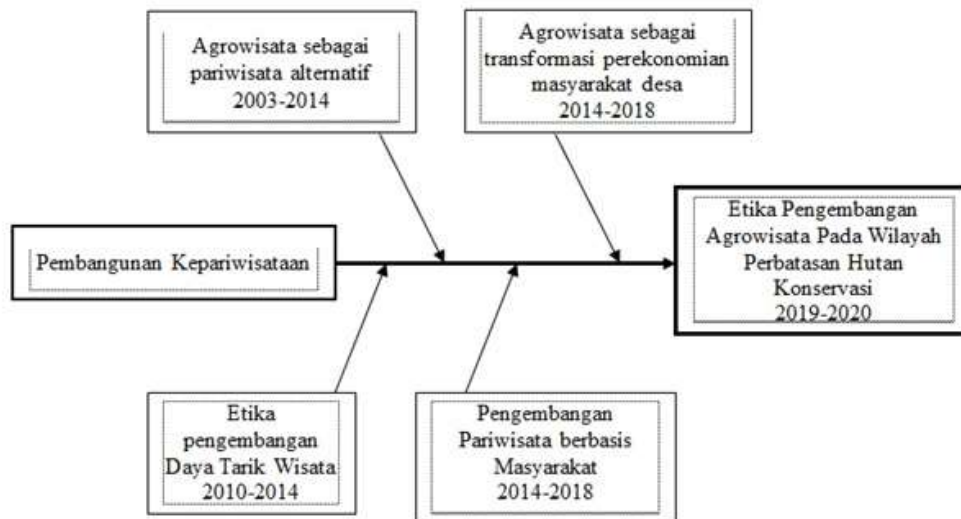 Agrowisata sebagai
pariwisata alternatif
2003-2014
Agrowisata sebagai
transformasi perekonomian
masyarakat desa
2014-2018
Pembangunan Kepariwisataan
Etika Pengembangan
Agrowisata Pada Wilayah
Perbatasan Hutan
Konservasi
2019-2020
Etika
pengembangan
Daya Tarik Wisata
2010-2014
Pengembangan
Pariwisata berbasis
Masyarakat
2014-2018